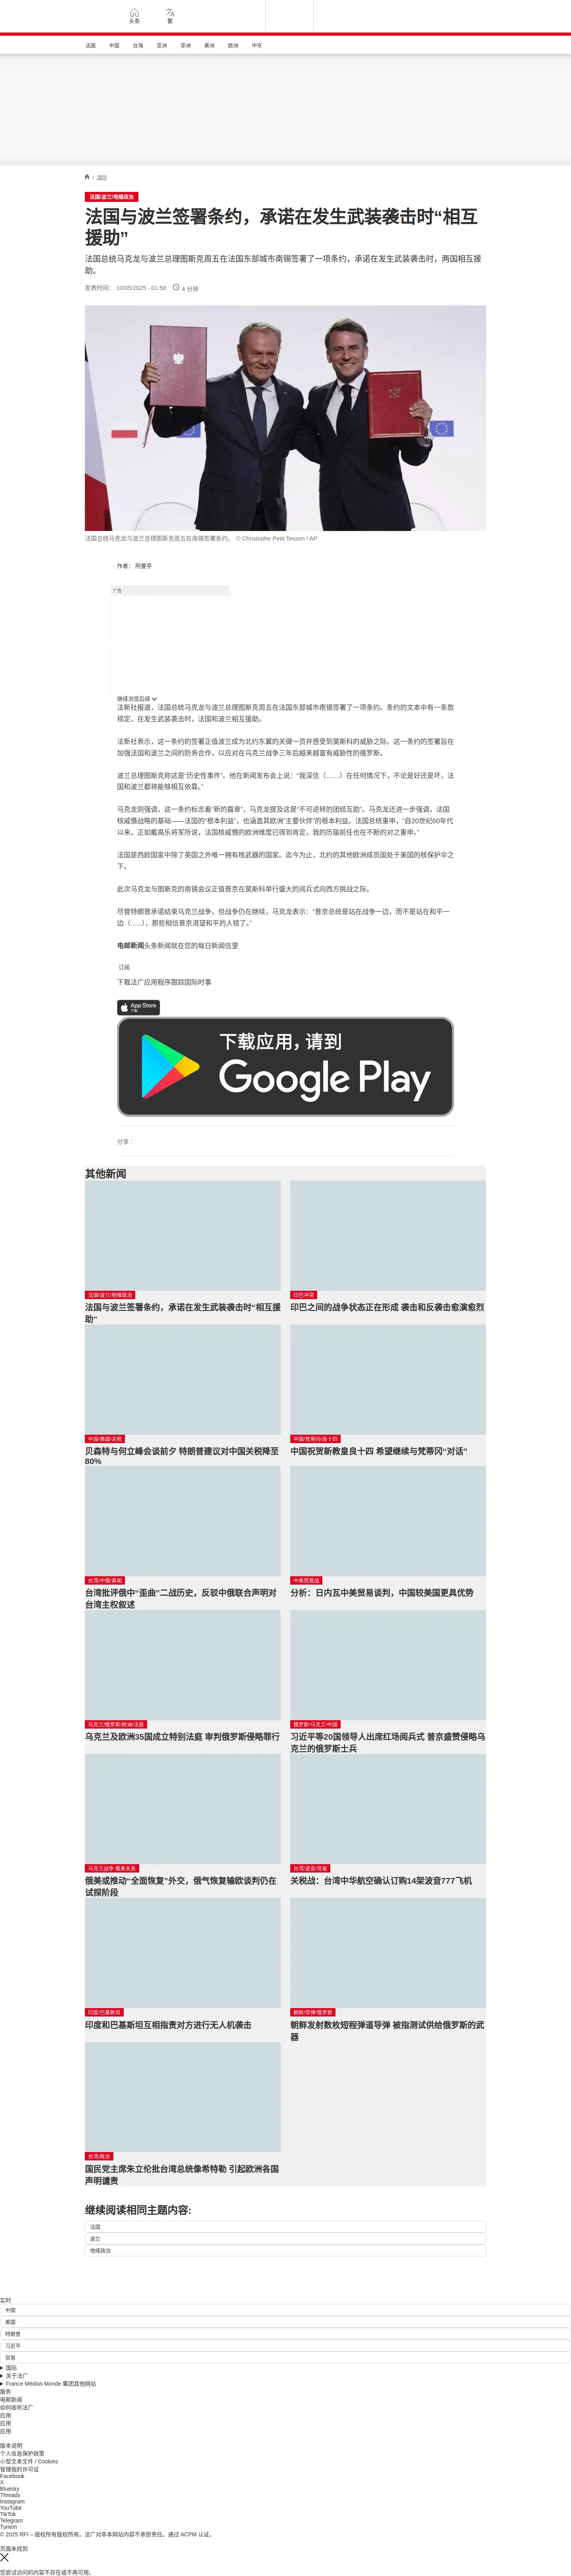 头条
繁
法国
中国
台海
亚洲
非洲
美洲
欧洲
中东
/ 国际
法国/波兰/地缘政治
法国与波兰签署条约，承诺在发生武装袭击时“相互
援助”
法国总统马克龙与波兰总理图斯克周五在法国东部城市南锡签署了一项条约，承诺在发生武装袭击时，两国相互援
助。
发表时间： 10/05/2025 - 01:58 4 分钟
法国总统马克龙与波兰总理图斯克周五在南锡签署条约。 © Christophe Petit Tesson / AP
作者： 阿曼亭
广告
继续浏览后续
法新社报道，法国总统马克龙与波兰总理图斯克周五在法国东部城市南锡签署了一项条约。条约的文本中有一条款
规定，在发生武装袭击时，法国和波兰相互援助。
法新社表示，这一条约的签署正值波兰成为北约东翼的关键一员并感受到莫斯科的威胁之际。这一条约的签署旨在
加强法国和波兰之间的防务合作，以应对在乌克兰战争三年后越来越富有威胁性的俄罗斯。
波兰总理图斯克称这是“历史性事件”。他在新闻发布会上说：“我深信（……）在任何情况下，不论是好还是坏，法
国和波兰都将能够相互依靠。”
马克龙则强调，这一条约标志着“新的篇章”，马克龙提及这是“不可逆转的团结互助”。马克龙还进一步强调，法国
核威慑战略的基础——法国的“根本利益”，也涵盖其欧洲“主要伙伴”的根本利益。法国总统重申，“自20世纪60年代
以来，正如戴高乐将军所说，法国核威慑的欧洲维度已得到肯定，我的历届前任也在不断的对之重申。”
法国是西欧国家中除了英国之外唯一拥有核武器的国家。迄今为止，北约的其他欧洲成员国处于美国的核保护伞之
下。
此次马克龙与图斯克的南锡会议正值普京在莫斯科举行盛大的阅兵式向西方挑战之际。
尽管特朗普承诺结束乌克兰战争，但战争仍在继续，马克龙表示：“普京总统是站在战争一边，而不是站在和平一
边（……），那些相信普京渴望和平的人错了。”
电邮新闻头条新闻就在您的每日新闻信里
订阅
下载法广应用程序跟踪国际时事
App Store
下载
下载应用，请到
Google Play
分享 :
其他新闻
法国/波兰/地缘政治
法国与波兰签署条约，承诺在发生武装袭击时“相互援
助”
印巴冲突
印巴之间的战争状态正在形成 袭击和反袭击愈演愈烈
中国/美国/关税
贝森特与何立峰会谈前夕 特朗普建议对中国关税降至
80%
中国/梵蒂冈/良十四
中国祝贺新教皇良十四 希望继续与梵蒂冈“对话”
台湾/中俄/真相
台湾批评俄中“歪曲”二战历史，反驳中俄联合声明对
台湾主权叙述
中美贸易战
分析：日内瓦中美贸易谈判，中国较美国更具优势
乌克兰/俄罗斯/欧洲/法庭
乌克兰及欧洲35国成立特别法庭 审判俄罗斯侵略罪行
俄罗斯/乌克兰/中国
习近平等20国领导人出席红场阅兵式 普京盛赞侵略乌
克兰的俄罗斯士兵
乌克兰战争 俄美关系
俄美或推动“全面恢复”外交，俄气恢复输欧谈判仍在
试探阶段
台湾/波音/贸易
关税战：台湾中华航空确认订购14架波音777飞机
印度/巴基斯坦
印度和巴基斯坦互相指责对方进行无人机袭击
朝鲜/导弹/俄罗斯
朝鲜发射数枚短程弹道导弹 被指测试供给俄罗斯的武
器
台湾/政治
国民党主席朱立伦批台湾总统像希特勒 引起欧洲各国
声明谴责
继续阅读相同主题内容:
法国
波兰
地缘政治
实时
中国
美国
特朗普
习近平
贸易
国际
关于法广
France Médias Monde 集团其他网站
服务
电邮新闻
如何收听法广
应用
应用
应用
版本说明
个人信息保护政策
小型文本文件 / Cookies
管理我的许可证
Facebook
X
Bluesky
Threads
Instagram
YouTube
TikTok
Telegram
TuneIn
© 2025 RFI – 版权所有版权所有。法广对非本网站内容不承担责任。通过 ACPM 认证。
页面未找到
您尝试访问的内容不存在或不再可用。